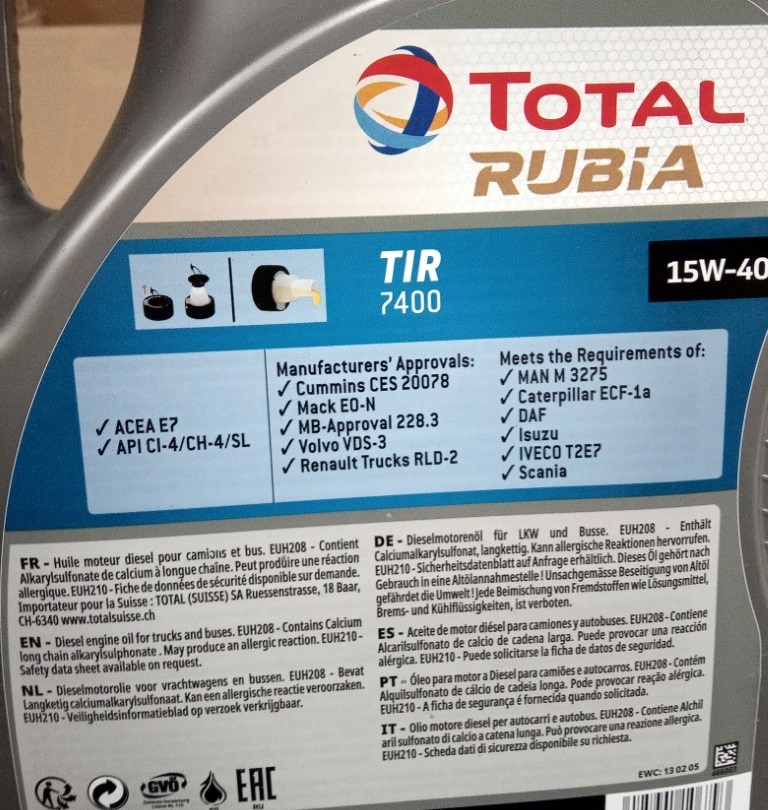 TOTAL
RUBiA
TIR
7400
15W-40
✓ ACEA E7
✓ API CI-4/CH-4/SL
Manufacturers' Approvals:
✓ Cummins CES 20078
✓ Mack EO-N
✓ MB-Approval 228.3
✓ Volvo VDS-3
✓ Renault Trucks RLD-2
Meets the Requirements of:
✓ MAN M 3275
✓ Caterpillar ECF-1a
✓ DAF
✓ Isuzu
✓ IVECO T2E7
✓ Scania
FR - Huile moteur diesel pour camions et bus. EUH208 - Contient
Alkarylsulfonate de calcium à longue chaîne. Peut produire une réaction
allergique. EUH210 - Fiche de données de sécurité disponible sur demande.
Importateur pour la Suisse : TOTAL (SUISSE) SA Ruessenstrasse, 18 Baar,
CH-6340 www.totalsuisse.ch
EN - Diesel engine oil for trucks and buses. EUH208 - Contains Calcium
long chain alkarylsulphonate . May produce an allergic reaction. EUH210 -
Safety data sheet available on request.
NL - Dieselmotorolie voor vrachtwagens en bussen. EUH208 - Bevat
Langketig calciumalkarylsulfonaat. Kan een allergische reactie veroorzaken.
EUH210 - Veiligheidsinformatieblad op verzoek verkrijgbaar.
DE - Dieselmotorenöl für LKW und Busse. EUH208 - Enthält
Calciumalkarylsulfonat, langkettig. Kann allergische Reaktionen hervorrufen.
EUH210 - Sicherheitsdatenblatt auf Anfrage erhältlich. Dieses Öl gehört nach
Gebrauch in eine Altölannahmestelle ! Unsachgemässe Beseitigung von Altöl
gefährdet die Umwelt ! Jede Beimischung von Fremdstoffen wie Lösungsmittel,
Brems- und Kühlflüssigkeiten, ist verboten.
ES - Aceite de motor diésel para camiones y autobuses. EUH208 - Contiene
Alcarilsulfonato de calcio de cadena larga. Puede provocar una reacción
alérgica. EUH210 - Puede solicitarse la ficha de datos de seguridad.
PT - Óleo para motor a Diesel para camiões e autocarros. EUH208 - Contém
Alquilsulfonato de cálcio de cadeia longa. Pode provocar reação alérgica.
EUH210 - A ficha de segurança é fornecida quando solicitada.
IT - Olio motore diesel per autocarri e autobus. EUH208 - Contiene Alchil
aril sulfonato di calcio a catena lunga. Può provocare una reazione allergica.
EUH210 - Scheda dati di sicurezza disponibile su richiesta.
EWC: 13 02 05
GVÖ
EAC
RU